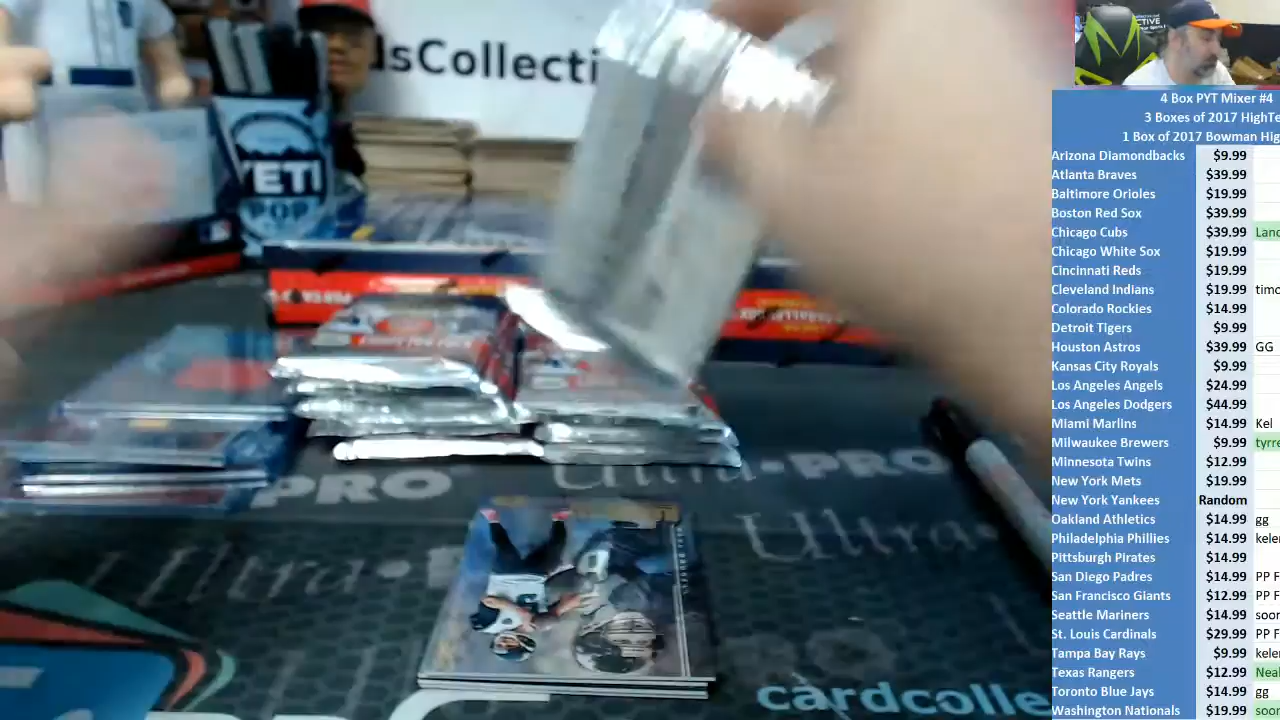 dsCollecti
YETI
POP
PRO
Ultra PRO
Ultra
Ultra
cardcolle
4 Box PYT Mixer #4
3 Boxes of 2017 HighTe
1 Box of 2017 Bowman Hig
Arizona Diamondbacks $9.99
Atlanta Braves $39.99
Baltimore Orioles $19.99
Boston Red Sox $39.99
Chicago Cubs $39.99 Land
Chicago White Sox $19.99
Cincinnati Reds $19.99
Cleveland Indians $19.99 timo
Colorado Rockies $14.99
Detroit Tigers $9.99
Houston Astros $39.99 GG
Kansas City Royals $9.99
Los Angeles Angels $24.99
Los Angeles Dodgers $44.99
Miami Marlins $14.99 Kel
Milwaukee Brewers $9.99 tyrre
Minnesota Twins $12.99
New York Mets $19.99
New York Yankees Random
Oakland Athletics $14.99 gg
Philadelphia Phillies $14.99 keler
Pittsburgh Pirates $14.99
San Diego Padres $14.99 PP F
San Francisco Giants $12.99 PP F
Seattle Mariners $14.99 soor
St. Louis Cardinals $29.99 PP F
Tampa Bay Rays $9.99 keler
Texas Rangers $12.99 Neal
Toronto Blue Jays $14.99 gg
Washington Nationals $19.99 soor